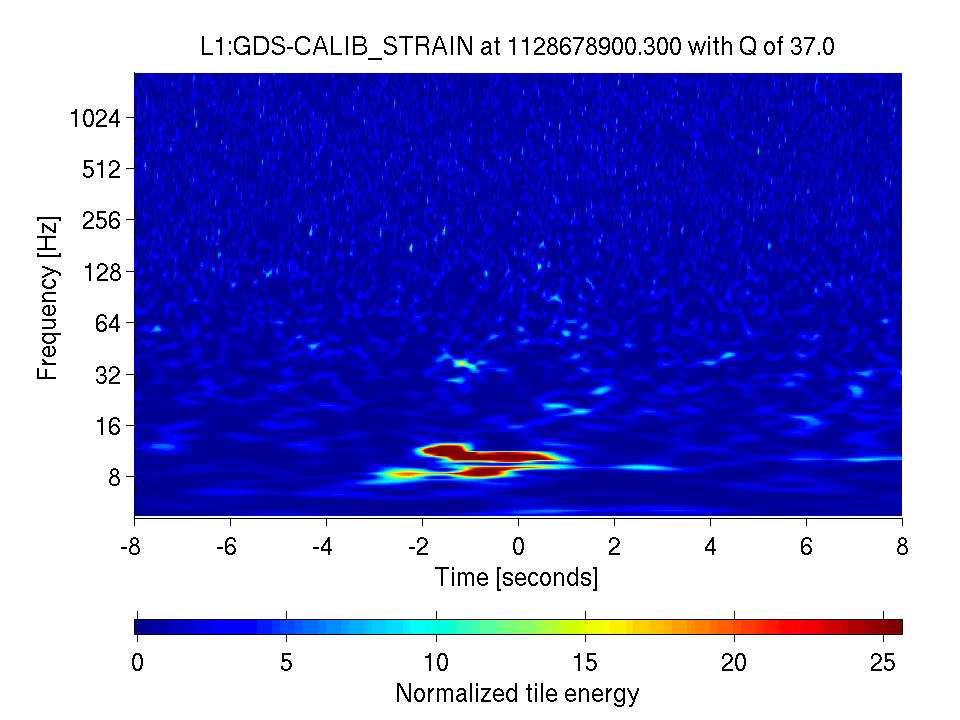 L1:GDS-CALIB_STRAIN at 1128678900.300 with Q of 37.0
Frequency [Hz]
1024
512
256
128
64
32
16
8
-8 -6 -4 -2 0 2 4 6 8
Time [seconds]
0 5 10 15 20 25
Normalized tile energy